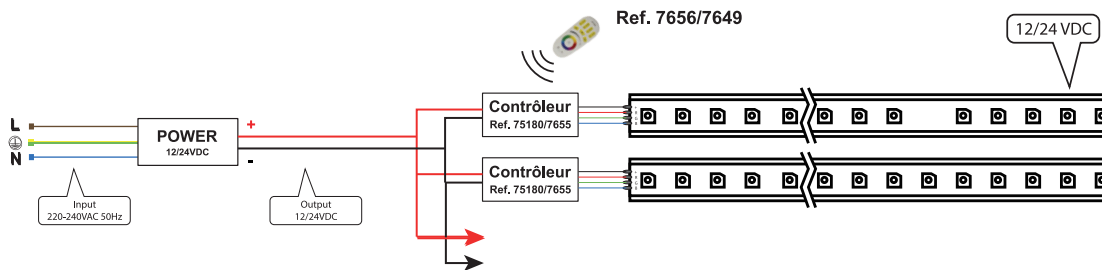 Ref. 7656/7649
12/24 VDC
L
N
POWER
12/24VDC
+
-
Input
220-240VAC 50Hz
Output
12/24VDC
Contrôleur
Ref. 75180/7655
Contrôleur
Ref. 75180/7655